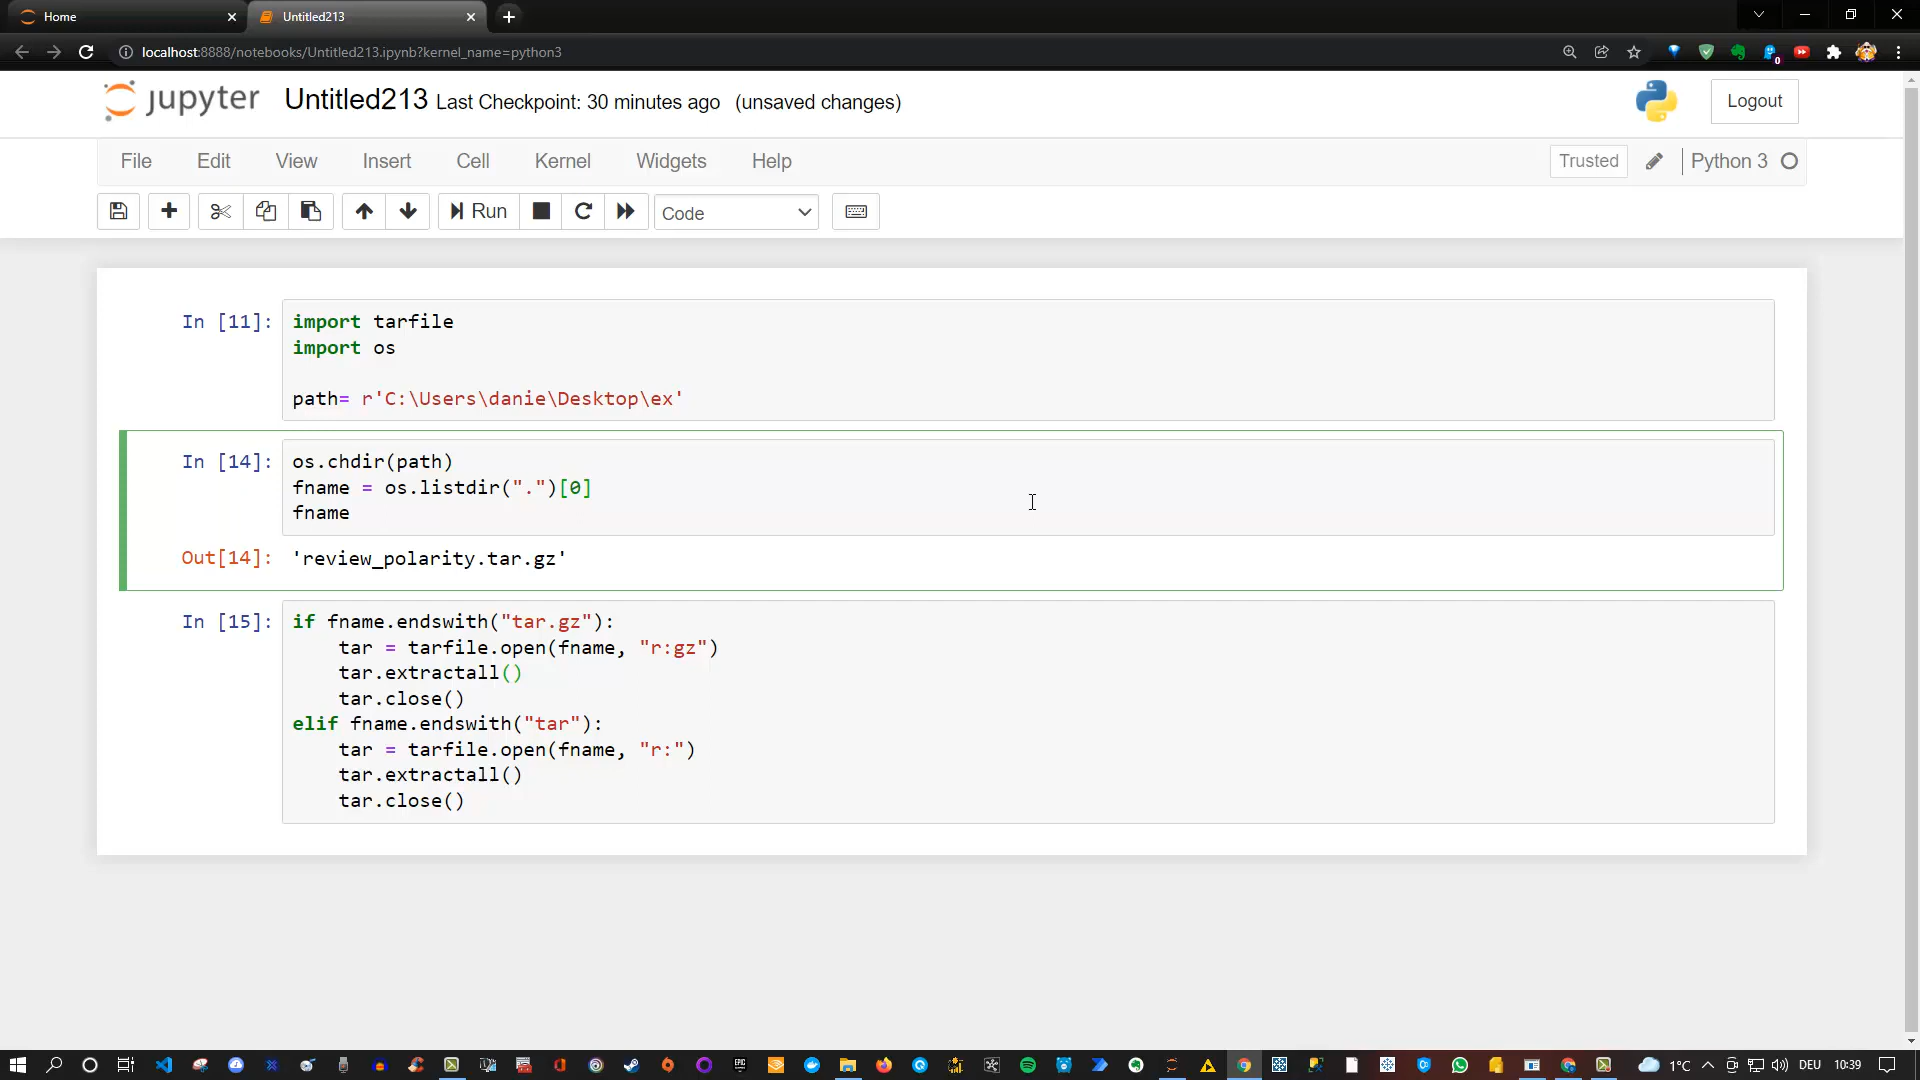 Home
Untitled213
localhost:8888/notebooks/Untitled213.ipynb?kernel_name=python3
0
jupyter Untitled213 Last Checkpoint: 30 minutes ago (unsaved changes)
Logout
File Edit View Insert Cell Kernel Widgets Help
Trusted
Python 3
Run
Code
In [11]:
import tarfile
import os
path= r'C:\Users\danie\Desktop\ex'
In [14]:
os.chdir(path)
fname = os.listdir(".")[0]
fname
Out[14]: 'review_polarity.tar.gz'
In [15]:
if fname.endswith("tar.gz"):
tar = tarfile.open(fname, "r:gz")
tar.extractall()
tar.close()
elif fname.endswith("tar"):
tar = tarfile.open(fname, "r:")
tar.extractall()
tar.close()
1°C
DEU
10:39